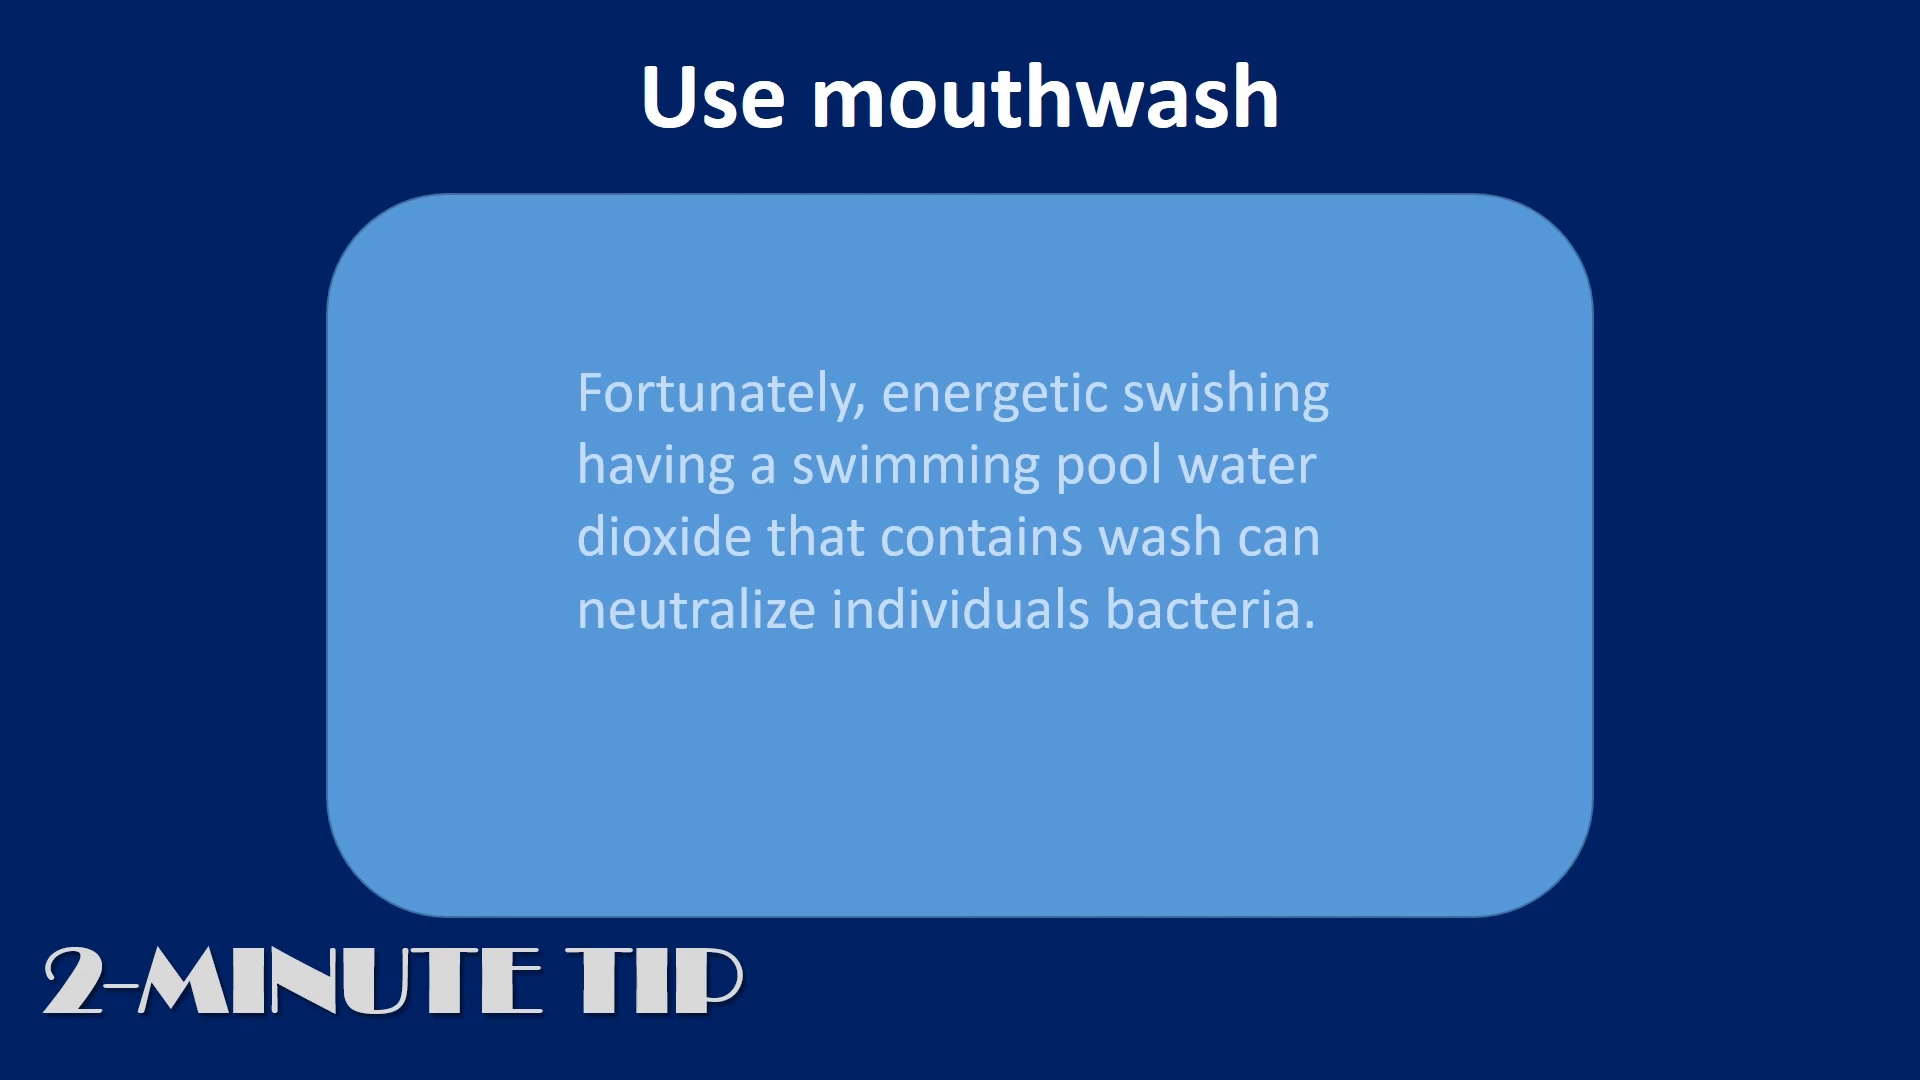 Use mouthwash
Fortunately, energetic swishing
having a swimming pool water
dioxide that contains wash can
neutralize individuals bacteria.
2-MINUTE TIP